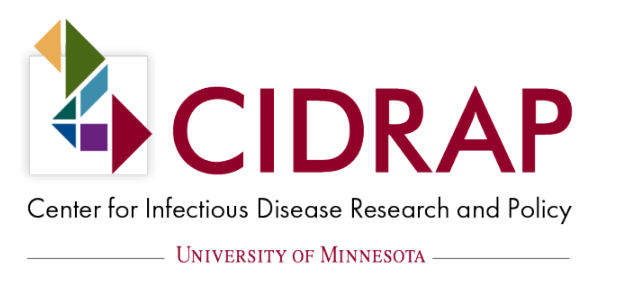 CIDRAP
Center for Infectious Disease Research and Policy
University of Minnesota